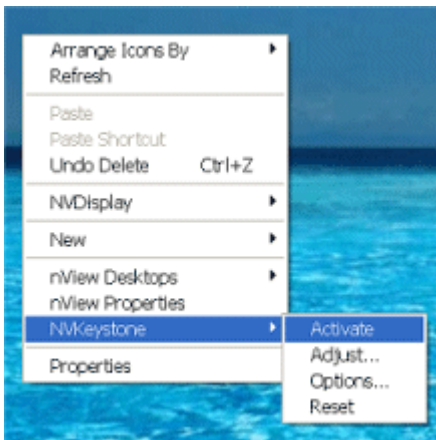 Arrange Icons By
Refresh
Paste
Paste Shortcut
Undo Delete Ctrl+Z
NVDisplay
New
nView Desktops
nView Properties
NVKeystone
Properties
Activate
Adjust...
Options...
Reset